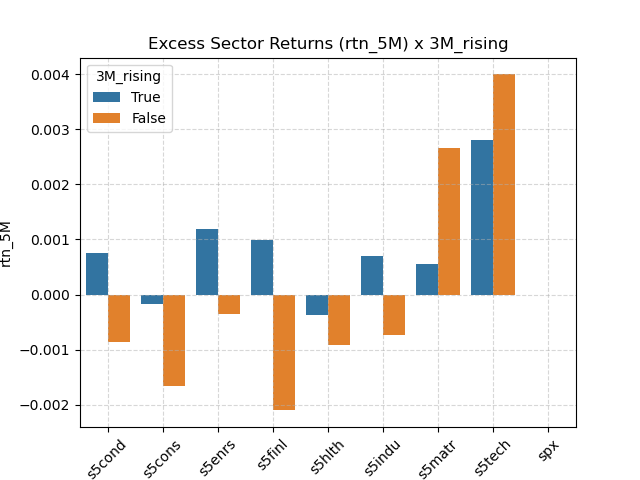 Excess Sector Returns (rtn_5M) x 3M_rising
3M_rising
True
False
rtn_5M
0.004
0.003
0.002
0.001
0.000
−0.001
−0.002
s5cond
s5cons
s5enrs
s5finl
s5hlth
s5indu
s5matr
s5tech
spx